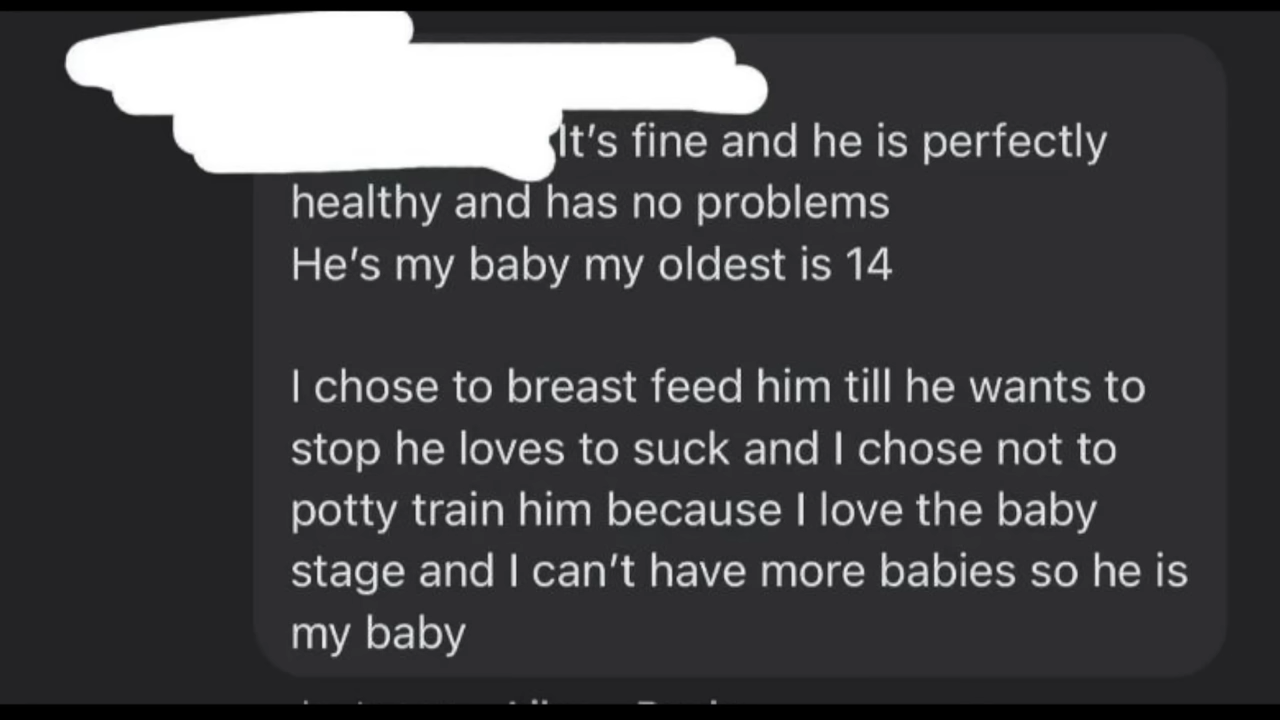 It's fine and he is perfectly
healthy and has no problems
He's my baby my oldest is 14
I chose to breast feed him till he wants to
stop he loves to suck and I chose not to
potty train him because I love the baby
stage and I can't have more babies so he is
my baby